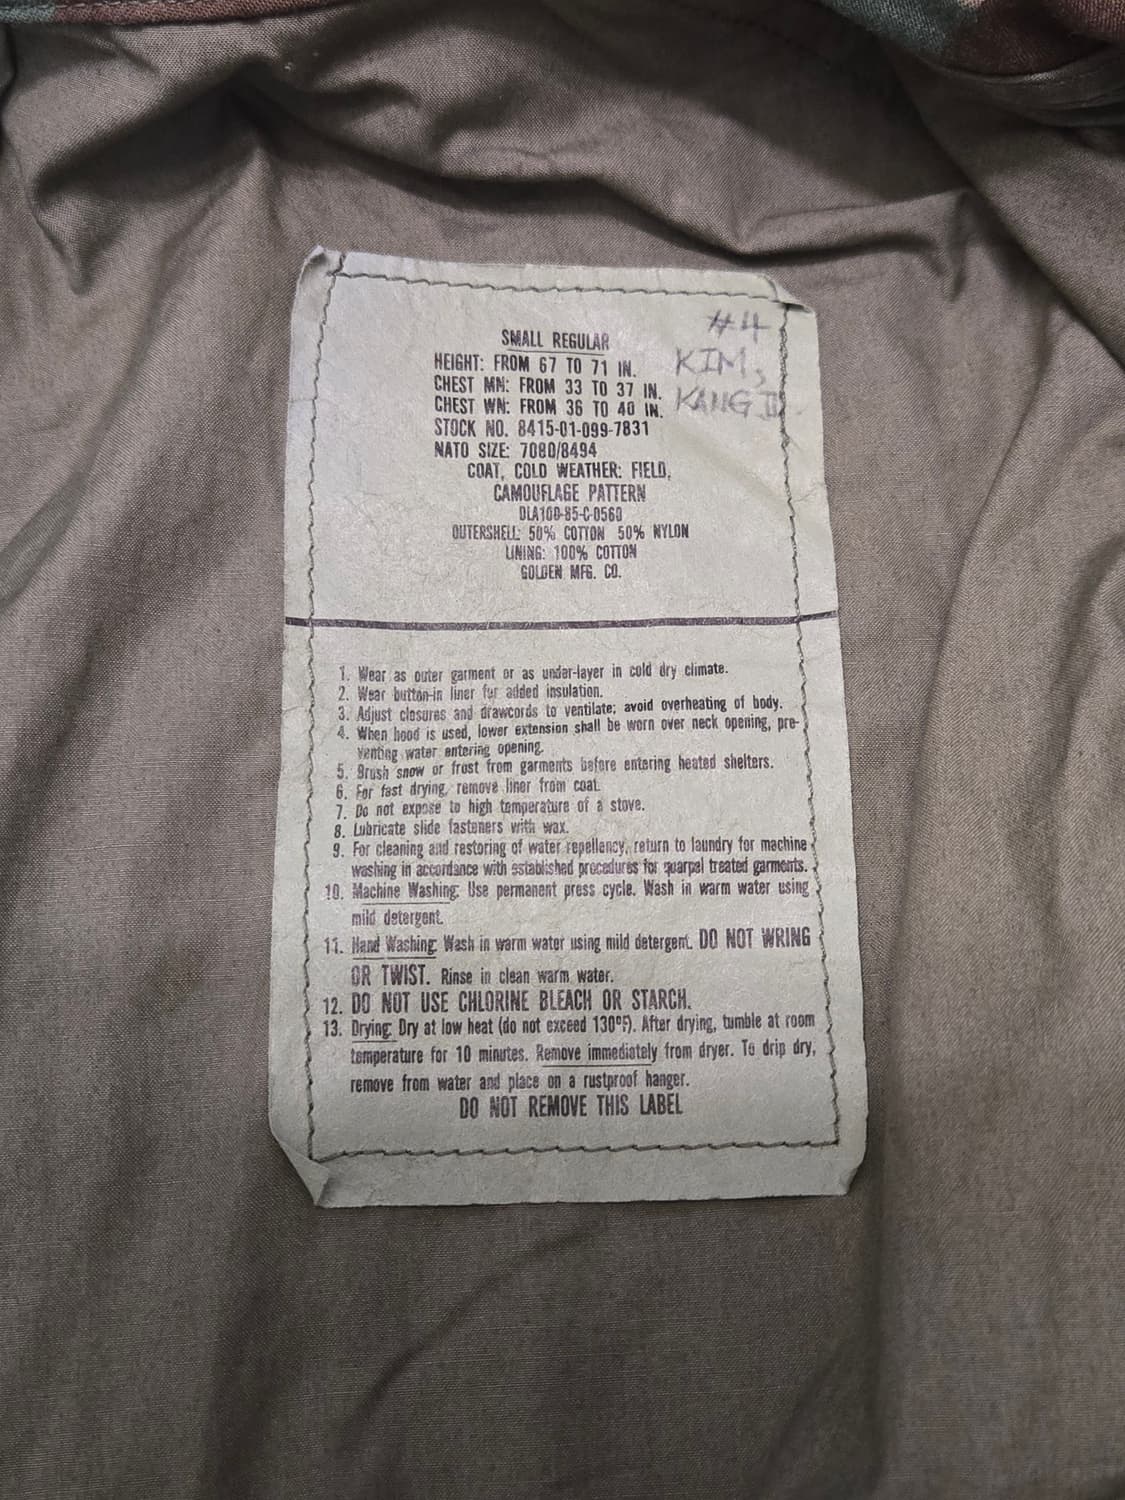 #4
KIM,
KANG
SMALL REGULAR
HEIGHT: FROM 67 TO 71 IN.
CHEST MN: FROM 33 TO 37 IN.
CHEST WN: FROM 36 TO 40 IN.
STOCK NO. 8415-01-099-7831
NATO SIZE: 7080/8494
COAT, COLD WEATHER: FIELD,
CAMOUFLAGE PATTERN
DLA100-85-C-0560
OUTERSHELL: 50% COTTON 50% NYLON
LINING: 100% COTTON
GOLDEN MFG. CO.
1. Wear as outer garment or as under-layer in cold dry climate.
2. Wear button-in liner for added insulation.
3. Adjust closures and drawcords to ventilate; avoid overheating of body.
4. When hood is used, lower extension shall be worn over neck opening, pre-
venting water entering opening.
5. Brush snow or frost from garments before entering heated shelters.
6. For fast drying, remove liner from coat.
7. Do not expose to high temperature of a stove.
8. Lubricate slide fasteners with wax.
9. For cleaning and restoring of water repellency, return to laundry for machine
washing in accordance with established procedures for quarpel treated garments.
10. Machine Washing: Use permanent press cycle. Wash in warm water using
mild detergent.
11. Hand Washing: Wash in warm water using mild detergent. DO NOT WRING
OR TWIST. Rinse in clean warm water.
12. DO NOT USE CHLORINE BLEACH OR STARCH.
13. Drying: Dry at low heat (do not exceed 130°F). After drying, tumble at room
temperature for 10 minutes. Remove immediately from dryer. To drip dry,
remove from water and place on a rustproof hanger.
DO NOT REMOVE THIS LABEL